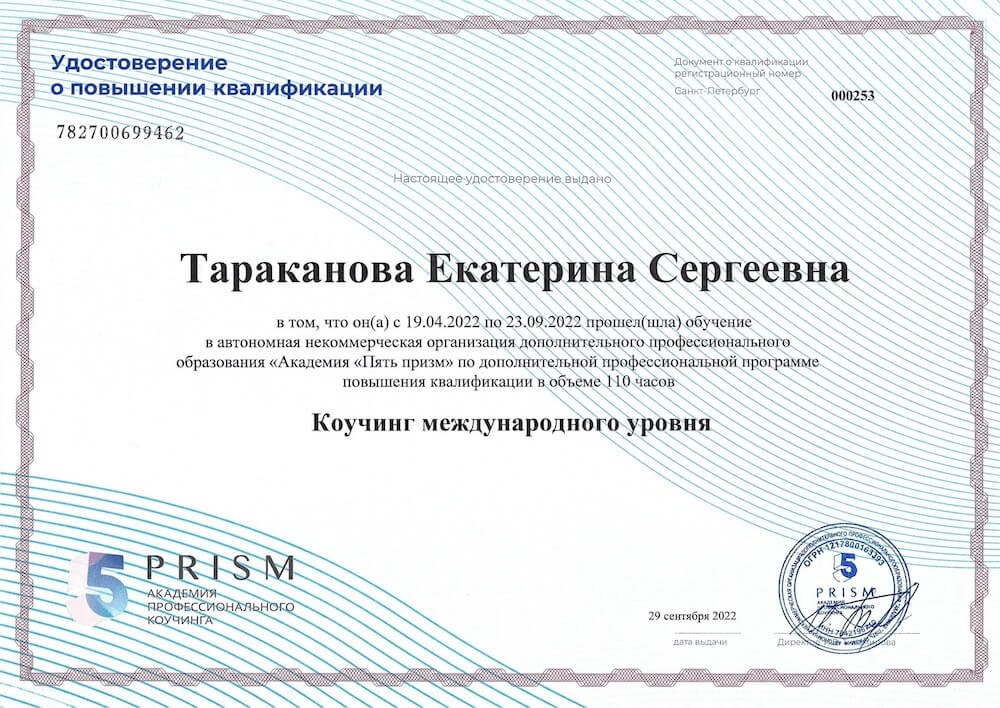 Удостоверение
о повышении квалификации
782700699462
Документ о квалификации
регистрационный номер
Санкт-Петербург
000253
Настоящее удостоверение выдано
Тараканова Екатерина Сергеевна
в том, что он(а) с 19.04.2022 по 23.09.2022 прошел(шла) обучение
в автономная некоммерческая организация дополнительного профессионального
образования «Академия «Пять призм» по дополнительной профессиональной программе
повышения квалификации в объеме 110 часов
Коучинг международного уровня
5 PRISM
АКАДЕМИЯ
ПРОФЕССИОНАЛЬНОГО
КОУЧИНГА
29 сентября 2022
дата выдачи
ОГРН 1217800163393
5
PRISM